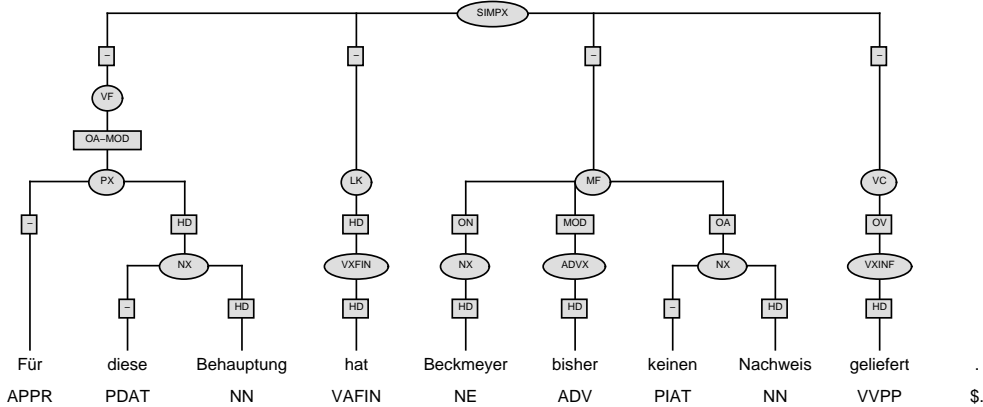 SIMPX
– – – –
VF
OA–MOD
PX LK MF VC
– HD HD ON MOD OA OV
NX VXFIN NX ADVX NX VXINF
– HD HD HD HD – HD HD
Für diese Behauptung hat Beckmeyer bisher keinen Nachweis geliefert .
APPR PDAT NN VAFIN NE ADV PIAT NN VVPP $.